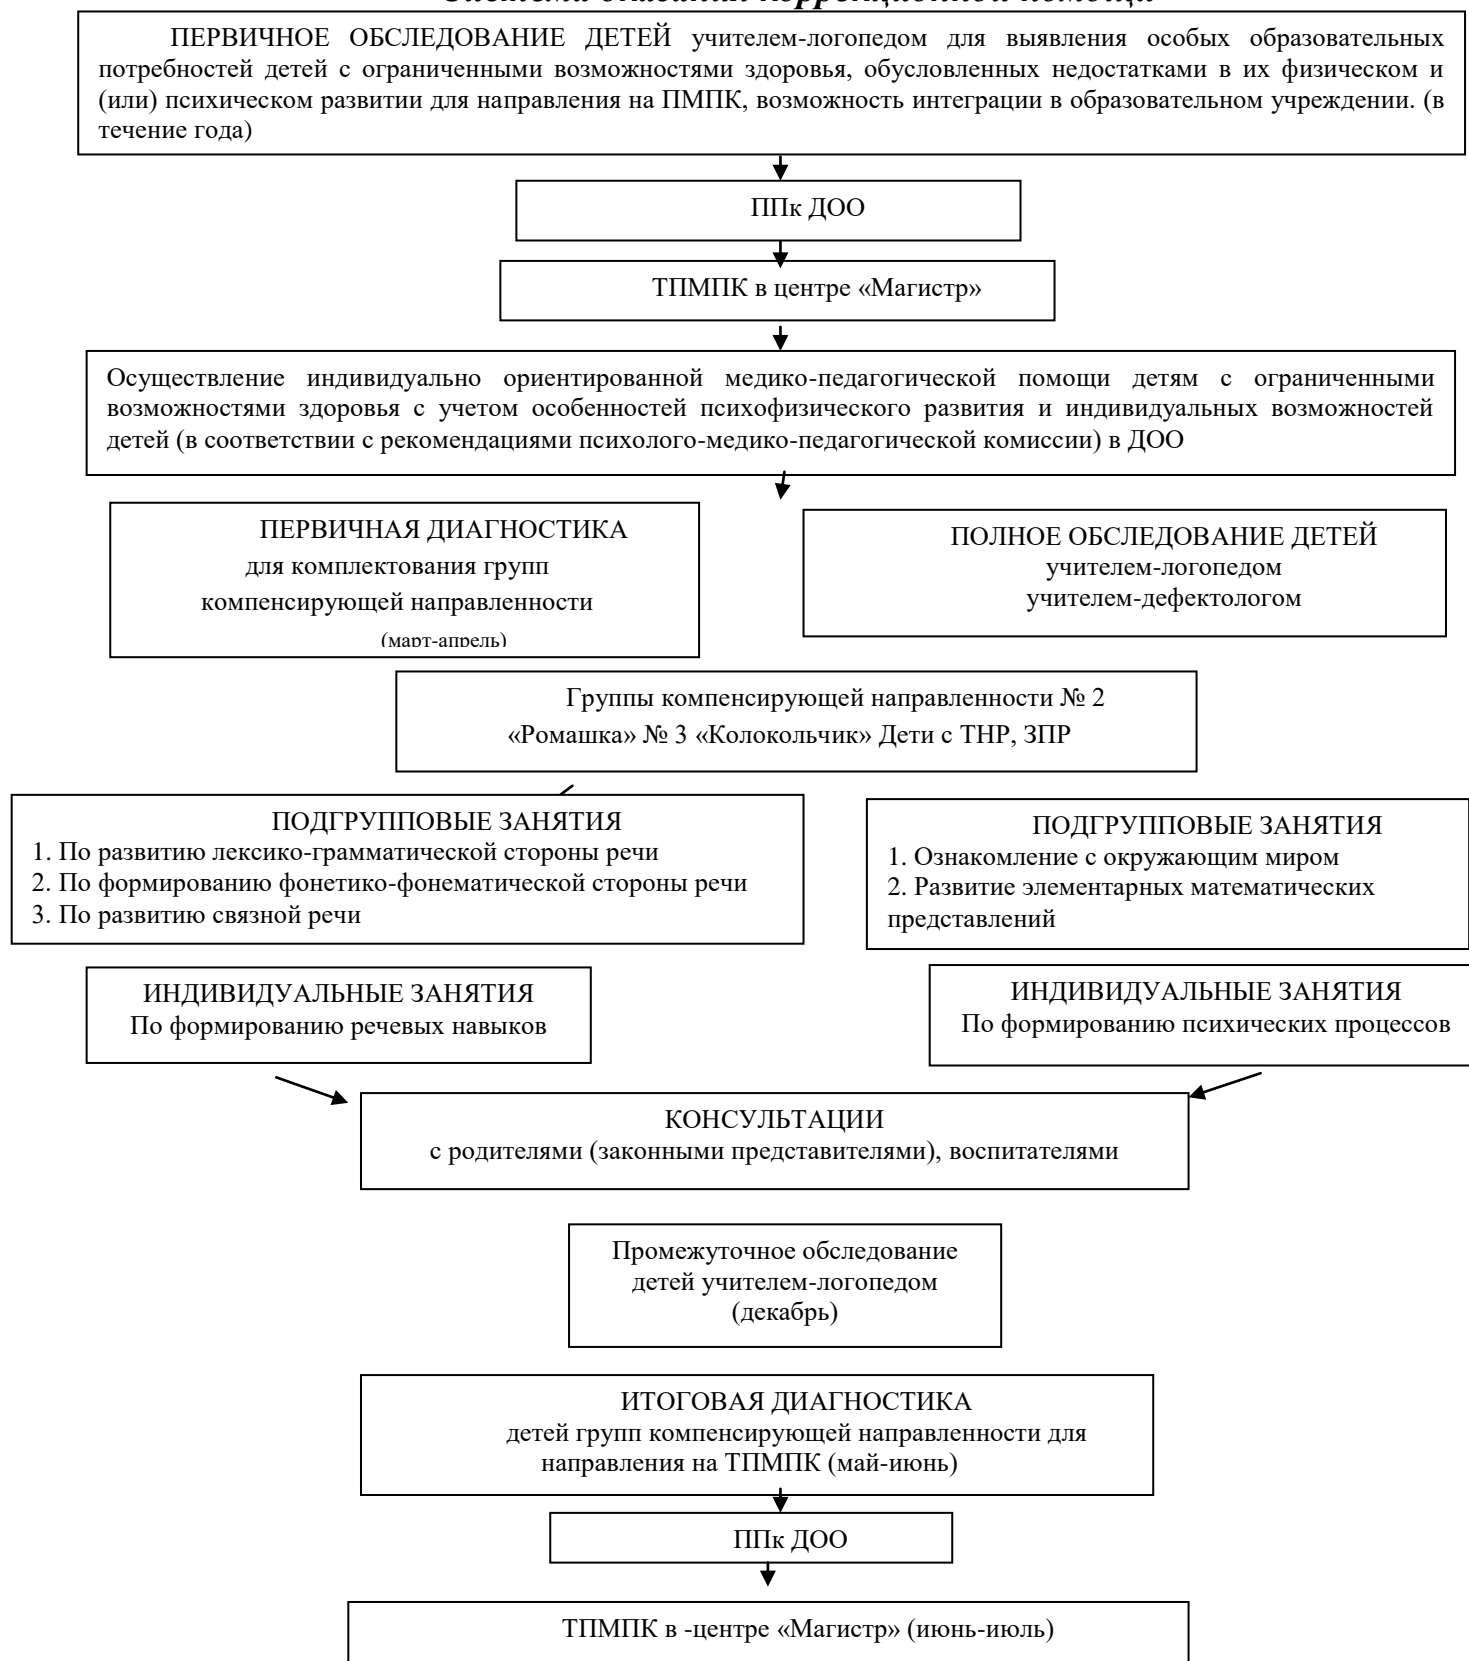 Система оказания коррекционной помощи
ПЕРВИЧНОЕ ОБСЛЕДОВАНИЕ ДЕТЕЙ учителем-логопедом для выявления особых образовательных
потребностей детей с ограниченными возможностями здоровья, обусловленных недостатками в их физическом и
(или) психическом развитии для направления на ПМПК, возможность интеграции в образовательном учреждении. (в
течение года)
ППк ДОО
ТПМПК в центре «Магистр»
Осуществление индивидуально ориентированной медико-педагогической помощи детям с ограниченными
возможностями здоровья с учетом особенностей психофизического развития и индивидуальных возможностей
детей (в соответствии с рекомендациями психолого-медико-педагогической комиссии) в ДОО
ПЕРВИЧНАЯ ДИАГНОСТИКА
для комплектования групп
компенсирующей направленности
(март-апрель)
ПОЛНОЕ ОБСЛЕДОВАНИЕ ДЕТЕЙ
учителем-логопедом
учителем-дефектологом
Группы компенсирующей направленности № 2
«Ромашка» № 3 «Колокольчик» Дети с ТНР, ЗПР
ПОДГРУППОВЫЕ ЗАНЯТИЯ
1. По развитию лексико-грамматической стороны речи
2. По формированию фонетико-фонематической стороны речи
3. По развитию связной речи
ПОДГРУППОВЫЕ ЗАНЯТИЯ
1. Ознакомление с окружающим миром
2. Развитие элементарных математических
представлений
ИНДИВИДУАЛЬНЫЕ ЗАНЯТИЯ
По формированию речевых навыков
ИНДИВИДУАЛЬНЫЕ ЗАНЯТИЯ
По формированию психических процессов
КОНСУЛЬТАЦИИ
с родителями (законными представителями), воспитателями
Промежуточное обследование
детей учителем-логопедом
(декабрь)
ИТОГОВАЯ ДИАГНОСТИКА
детей групп компенсирующей направленности для
направления на ТПМПК (май-июнь)
ППк ДОО
ТПМПК в -центре «Магистр» (июнь-июль)